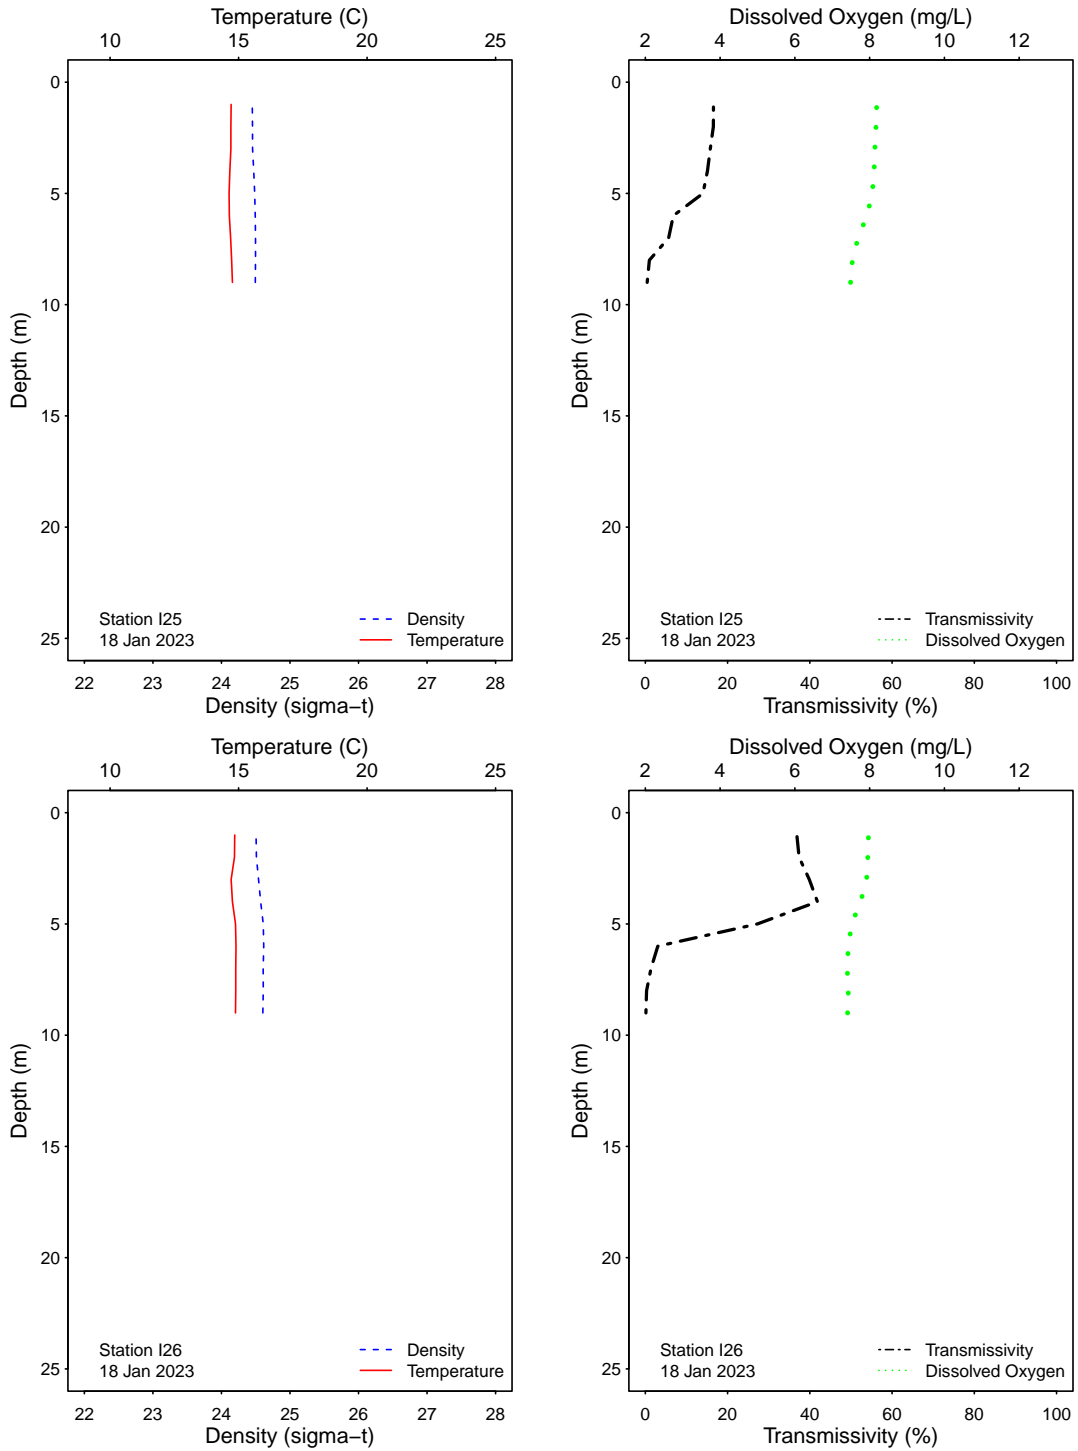 Temperature (C)
10 15 20 25
0
5
10
15
20
25
Depth (m)
Station I25
18 Jan 2023
Density
Temperature
22 23 24 25 26 27 28
Density (sigma−t)
Dissolved Oxygen (mg/L)
2 4 6 8 10 12
0
5
10
15
20
25
Depth (m)
Station I25
18 Jan 2023
Transmissivity
Dissolved Oxygen
0 20 40 60 80 100
Transmissivity (%)
Temperature (C)
10 15 20 25
0
5
10
15
20
25
Depth (m)
Station I26
18 Jan 2023
Density
Temperature
22 23 24 25 26 27 28
Density (sigma−t)
Dissolved Oxygen (mg/L)
2 4 6 8 10 12
0
5
10
15
20
25
Depth (m)
Station I26
18 Jan 2023
Transmissivity
Dissolved Oxygen
0 20 40 60 80 100
Transmissivity (%)